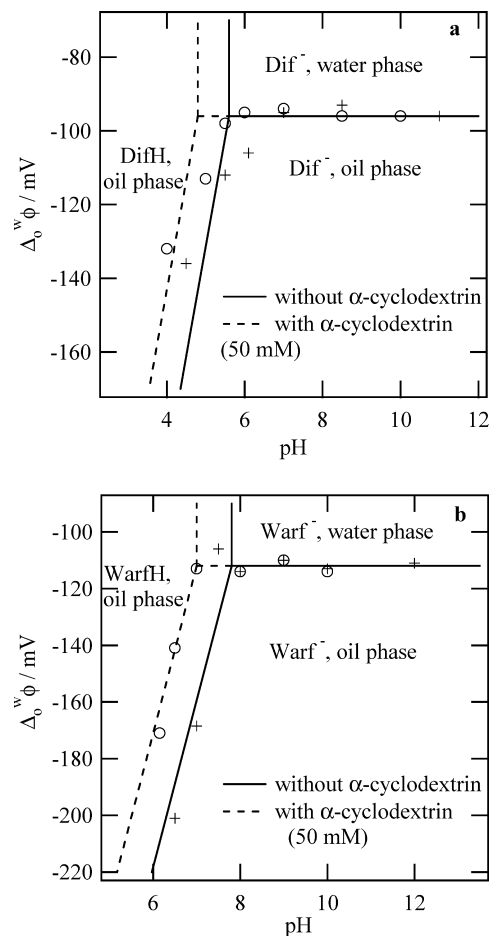 a
-80
-100
-120
-140
-160
Δₒʷϕ / mV
Dif⁻, water phase
DifH,
oil phase
Dif⁻, oil phase
without α-cyclodextrin
with α-cyclodextrin
(50 mM)
4 6 8 10 12
pH
b
-100
-120
-140
-160
-180
-200
-220
Δₒʷϕ / mV
Warf⁻, water phase
WarfH,
oil phase
Warf⁻, oil phase
without α-cyclodextrin
with α-cyclodextrin
(50 mM)
6 8 10 12
pH